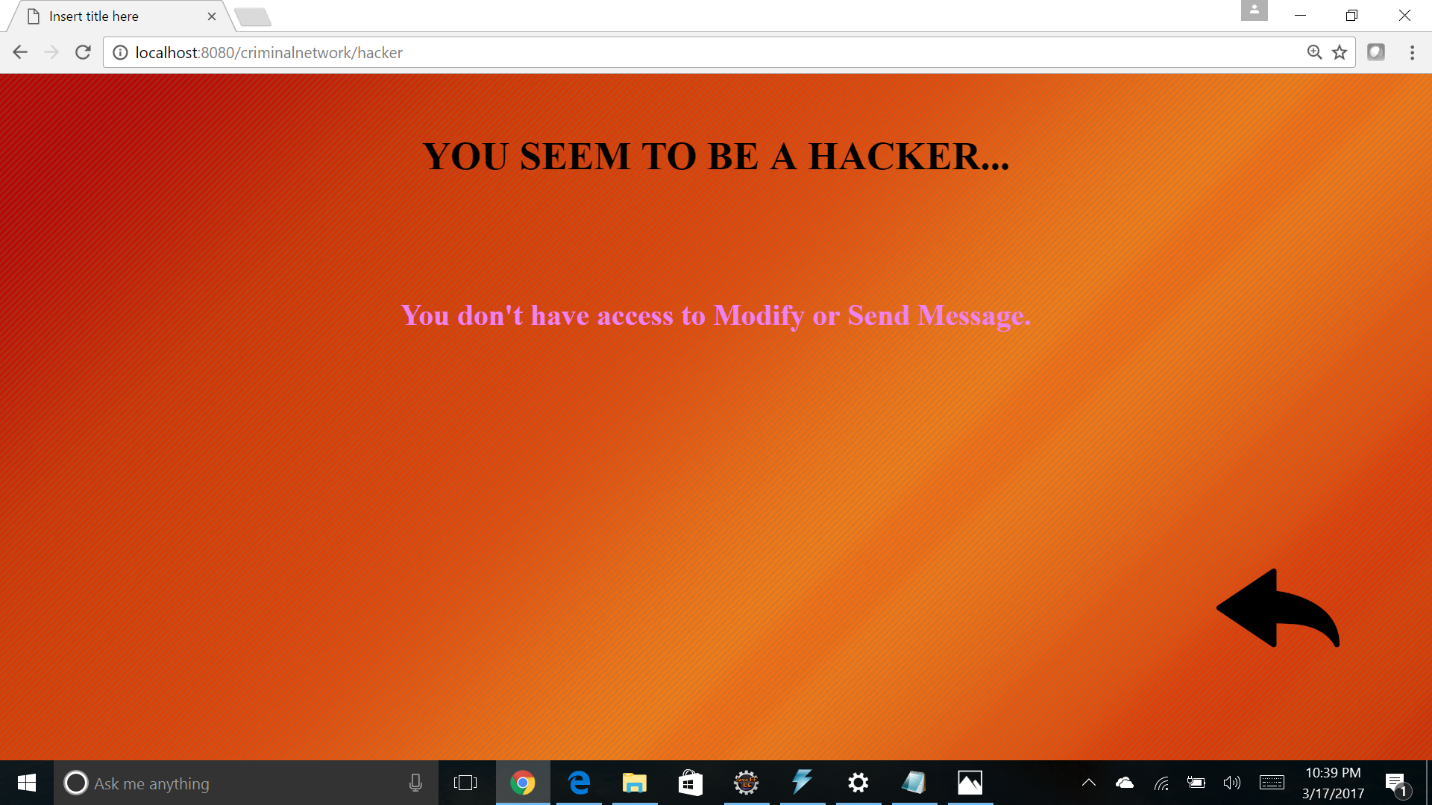 Insert title here
localhost:8080/criminalnetwork/hacker
YOU SEEM TO BE A HACKER...
You don't have access to Modify or Send Message.
Ask me anything
10:39 PM
3/17/2017
1